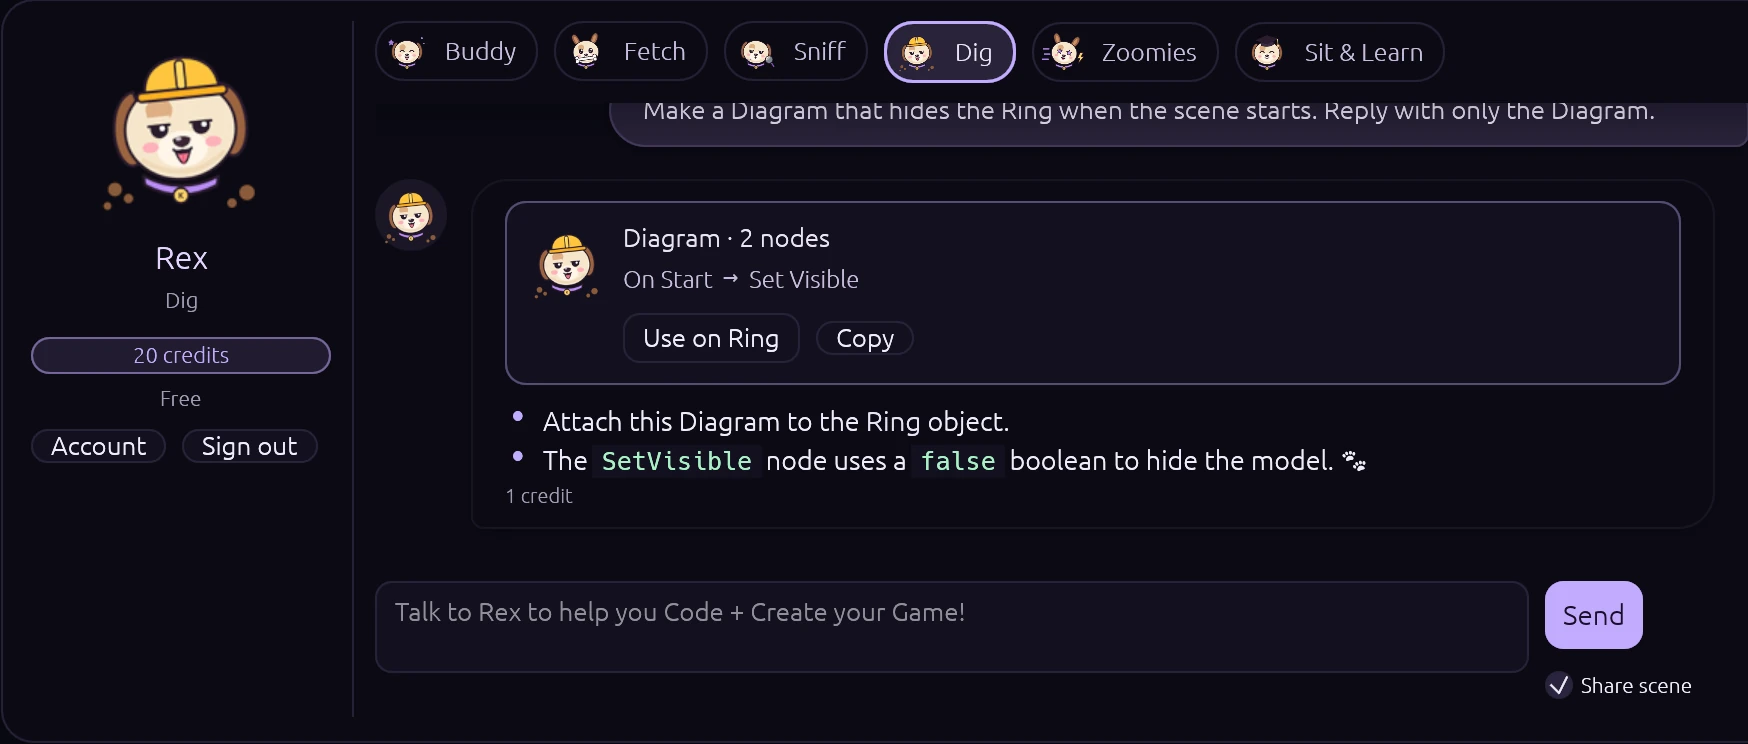 Buddy
Fetch
Sniff
Dig
Zoomies
Sit & Learn
Rex
Dig
20 credits
Free
Account
Sign out
Make a Diagram that hides the Ring when the scene starts. Reply with only the Diagram.
Diagram · 2 nodes
On Start → Set Visible
Use on Ring
Copy
• Attach this Diagram to the Ring object.
• The SetVisible node uses a false boolean to hide the model. 🐾
1 credit
Talk to Rex to help you Code + Create your Game!
Send
Share scene